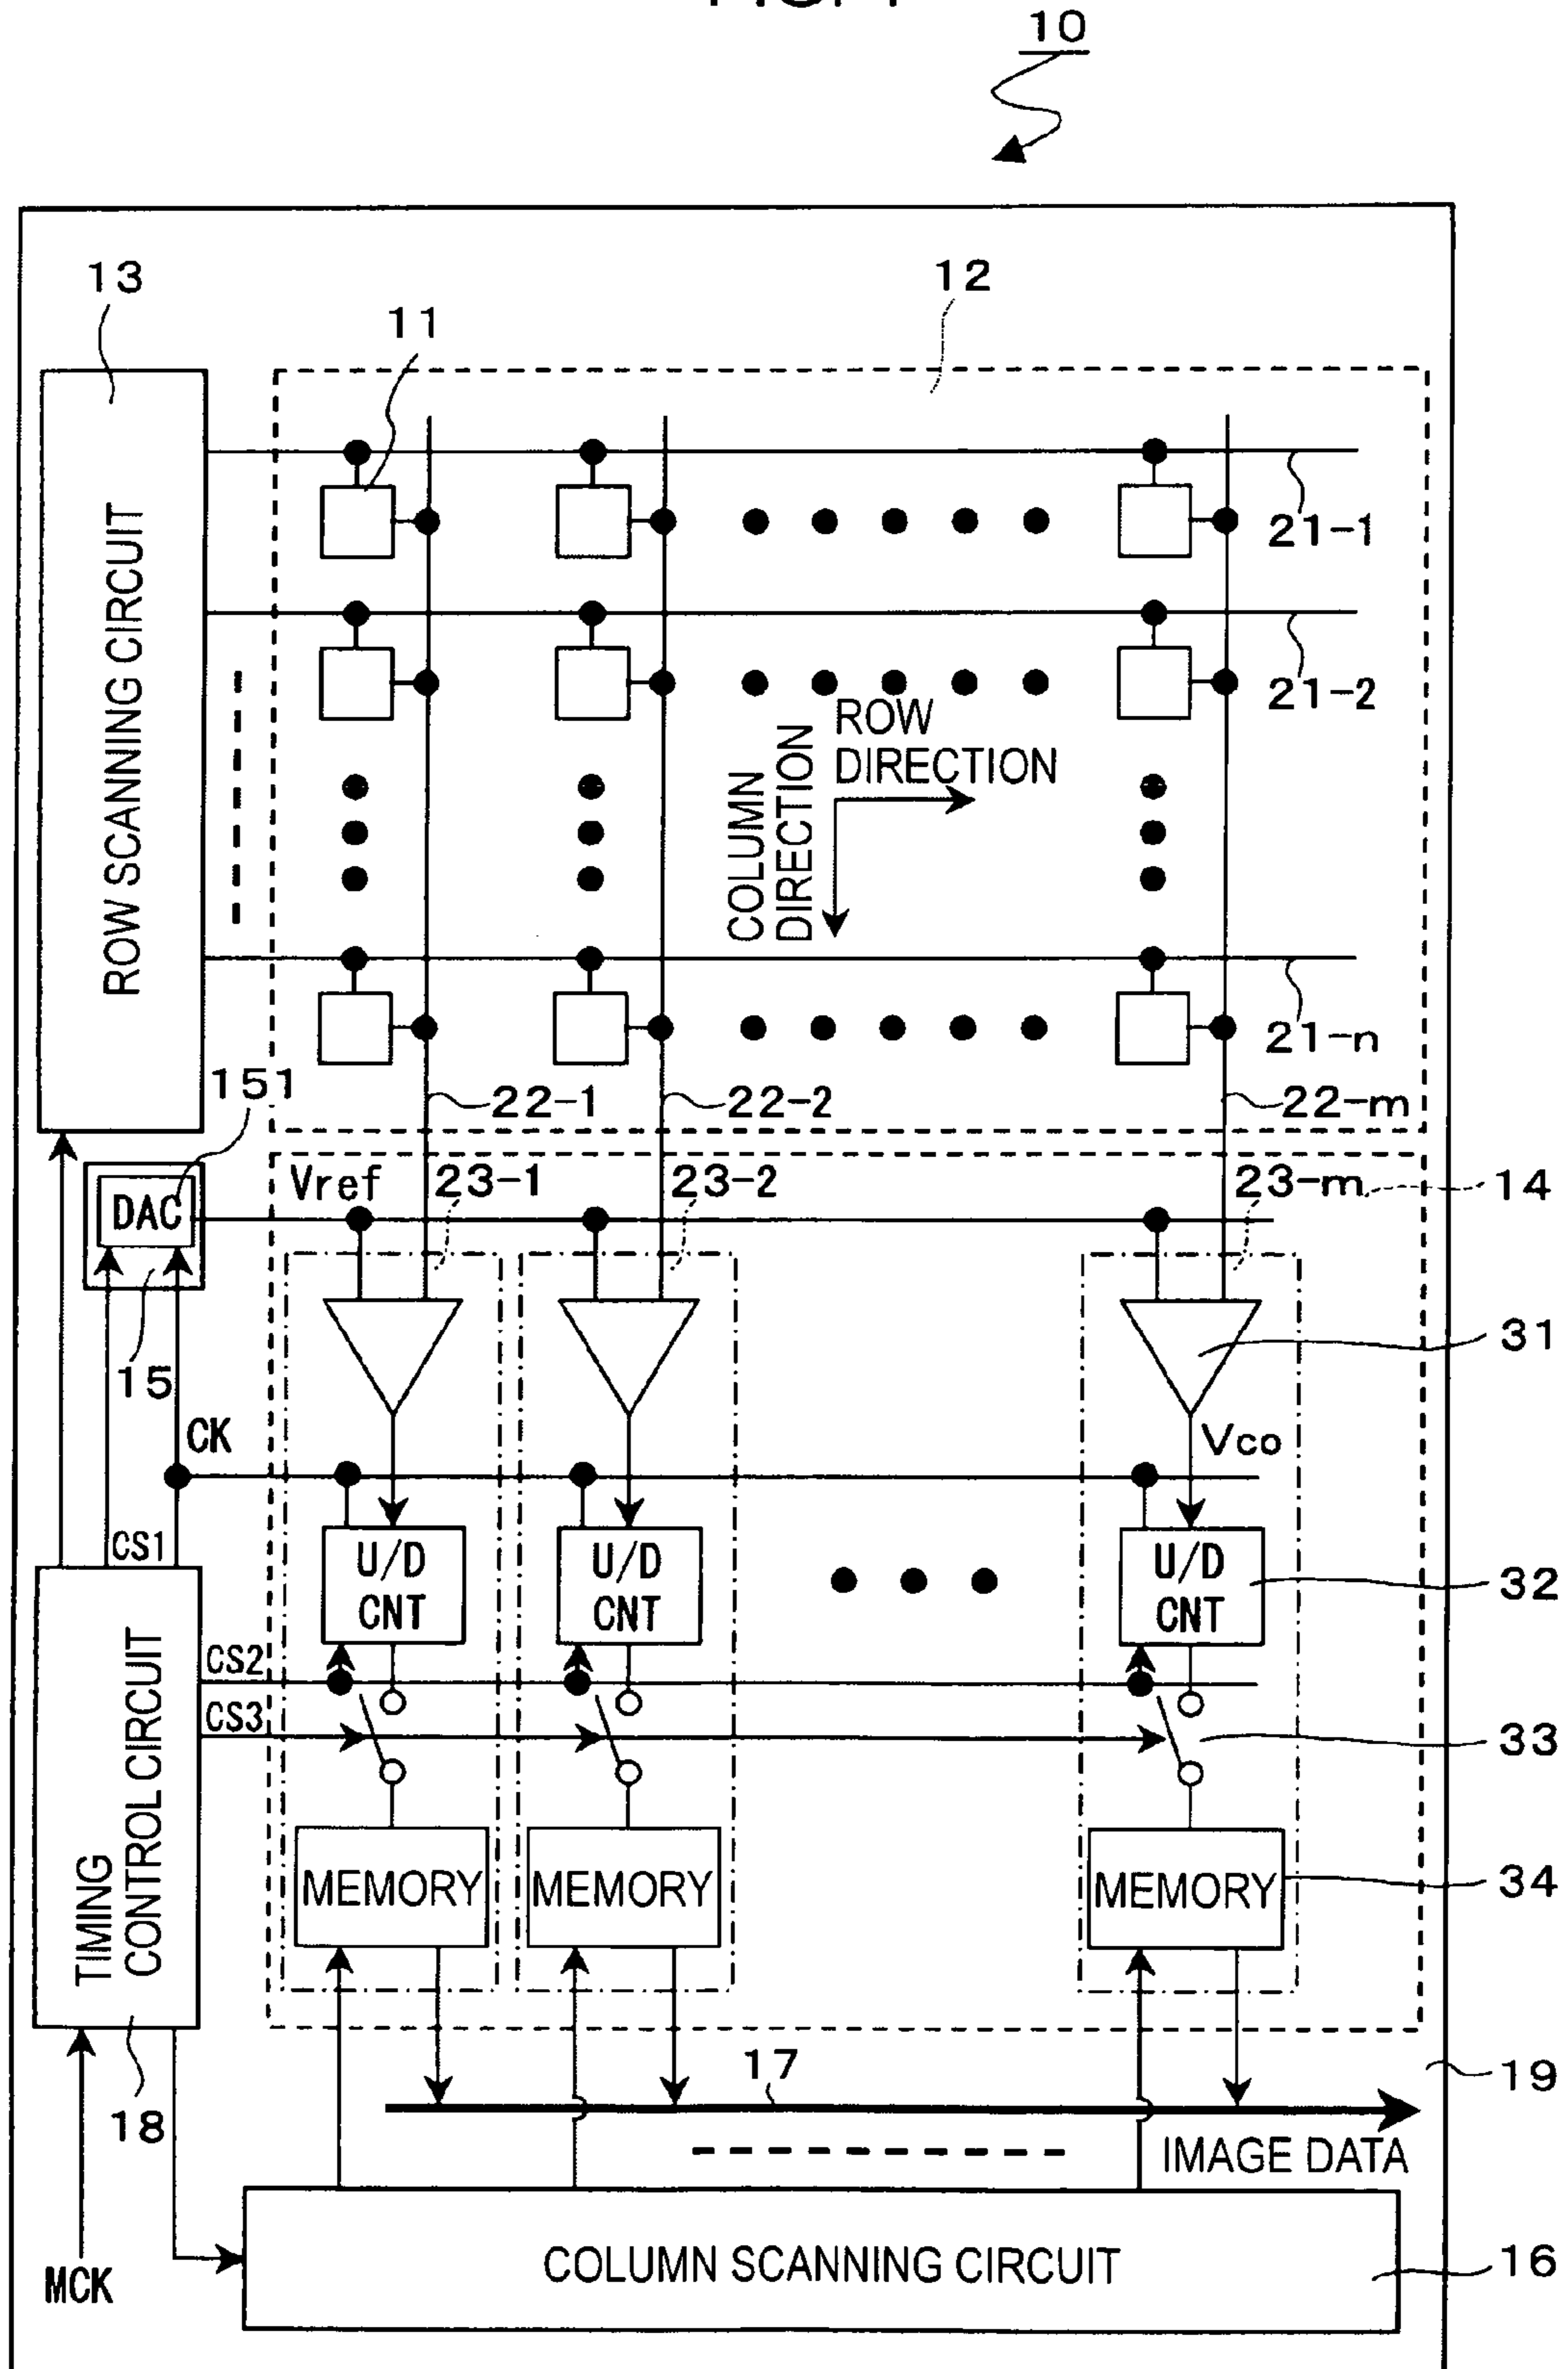 10
13
12
11
ROW SCANNING CIRCUIT
21-1
21-2
ROW
DIRECTION
COLUMN
DIRECTION
21-n
151
22-1
22-2
22-m
Vref
23-1
23-2
23-m
14
DAC
15
31
CK
Vco
CS1
U/D
CNT
U/D
CNT
U/D
CNT
32
TIMING
CONTROL CIRCUIT
CS2
CS3
33
MEMORY
MEMORY
MEMORY
34
17
19
18
IMAGE DATA
MCK
COLUMN SCANNING CIRCUIT
16